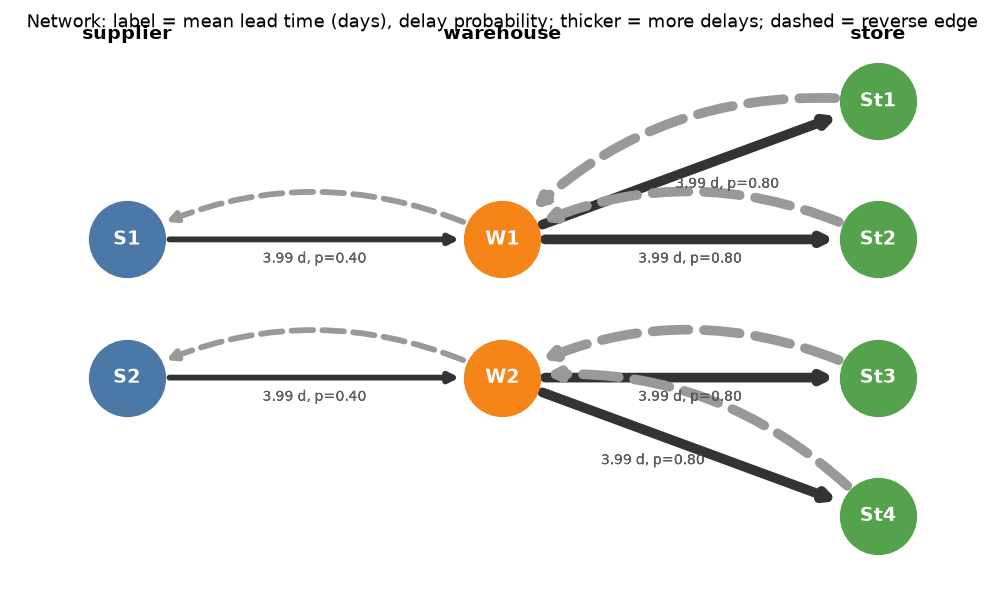 Network: label = mean lead time (days), delay probability; thicker = more delays; dashed = reverse edge
supplier warehouse store
St1
3.99 d, p=0.80
S1 W1 St2
3.99 d, p=0.40 3.99 d, p=0.80
S2 W2 St3
3.99 d, p=0.40 3.99 d, p=0.80
3.99 d, p=0.80
St4